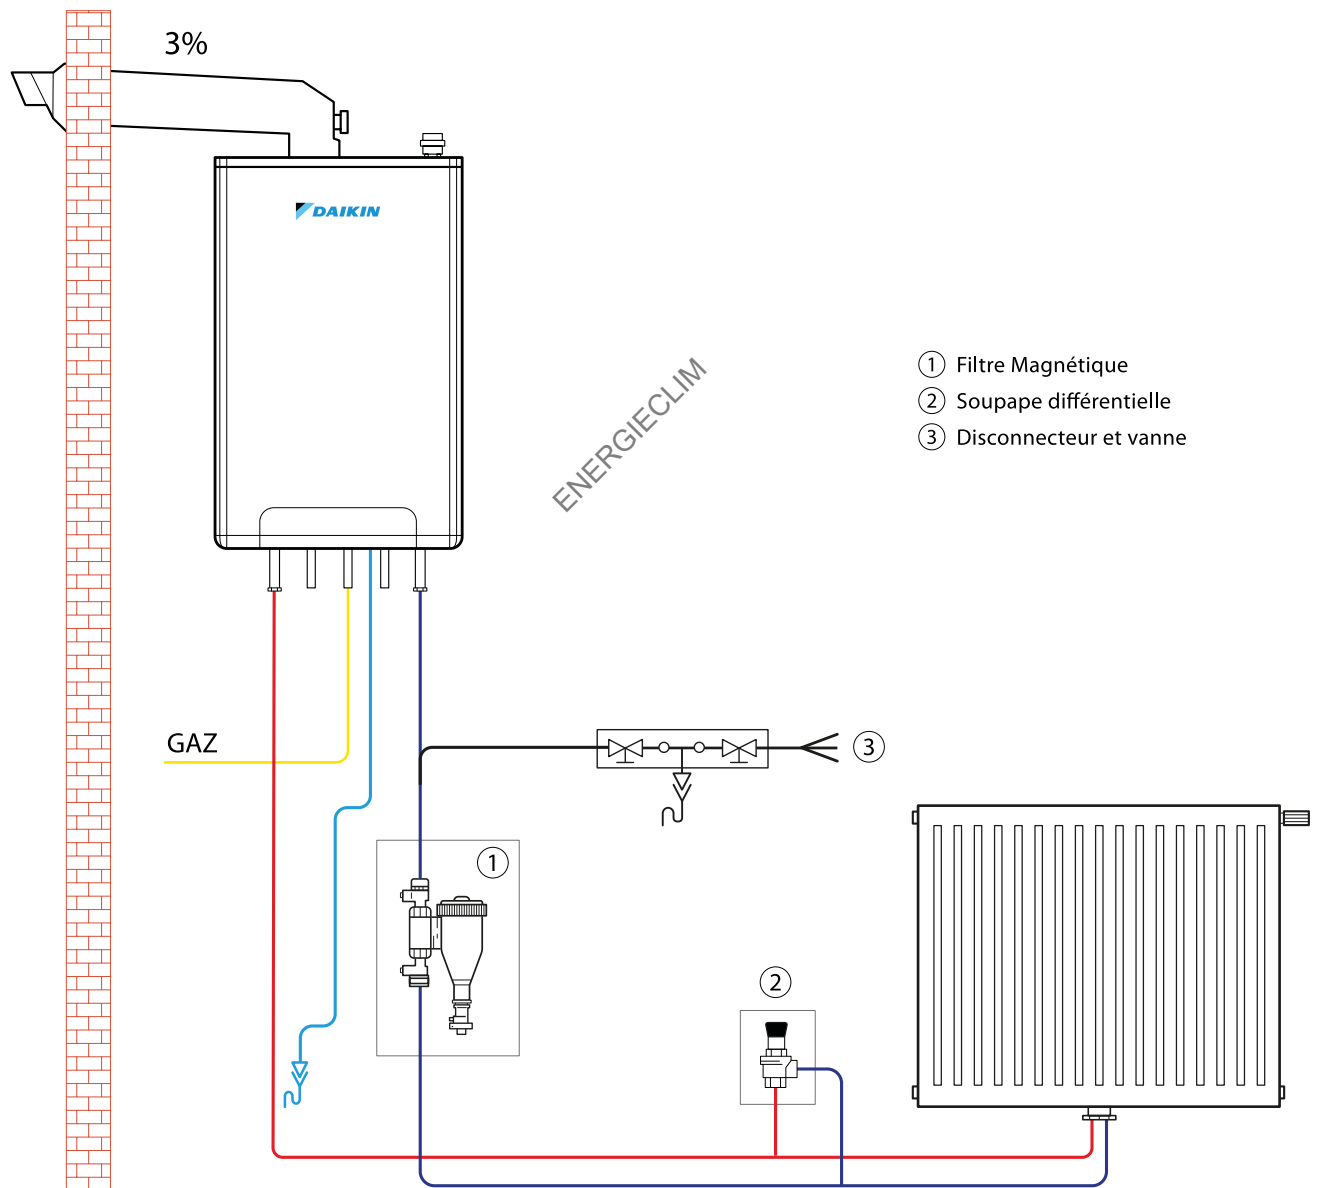 3%
DAIKIN
ENERGIECLIM
1 Filtre Magnétique
2 Soupape différentielle
3 Disconnecteur et vanne
GAZ
3
1
2